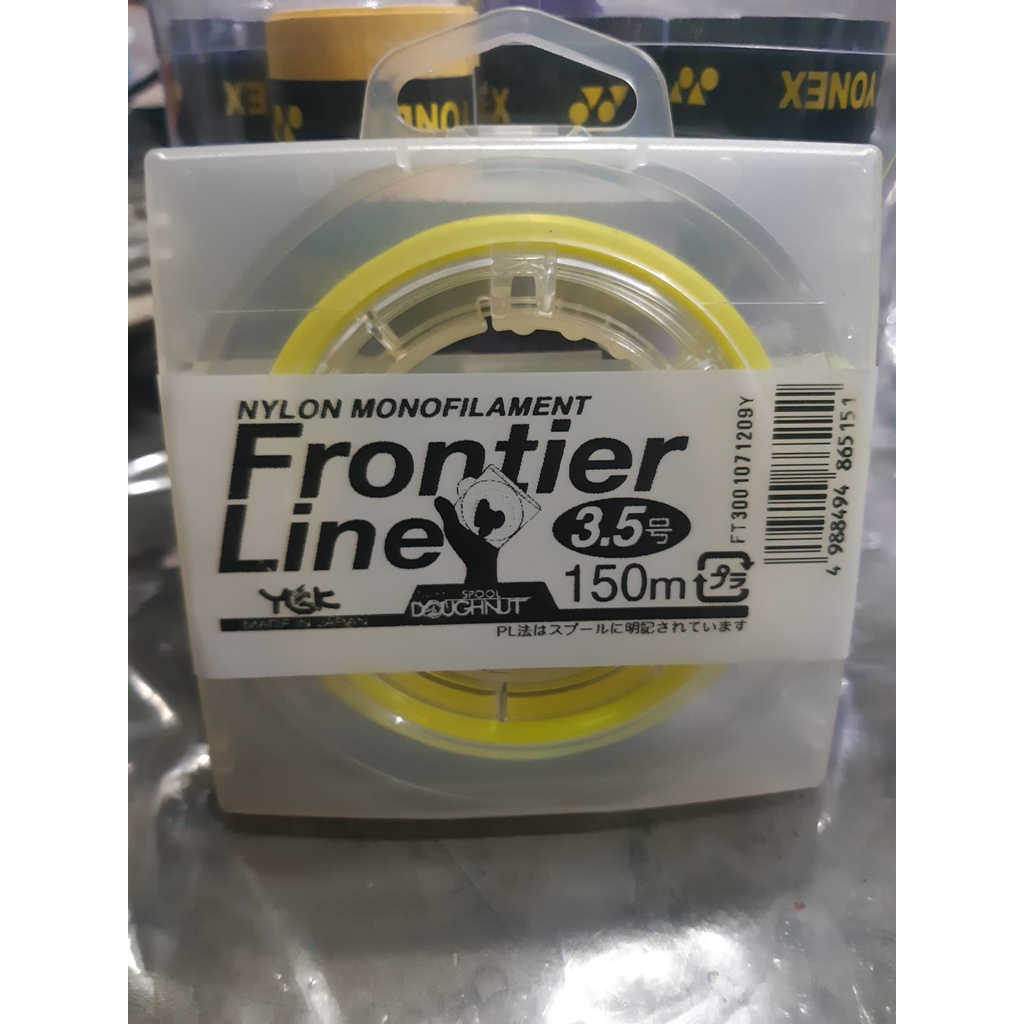 YONEX
YONEX
YONEX
NYLON MONOFILAMENT
Frontier
Line
3.5号
150m
プラ
YGK
MADE IN JAPAN
SPOOL
DOUGHNUT
PL法はスプールに明記されています
FT3001071209Y
4 988494 865151